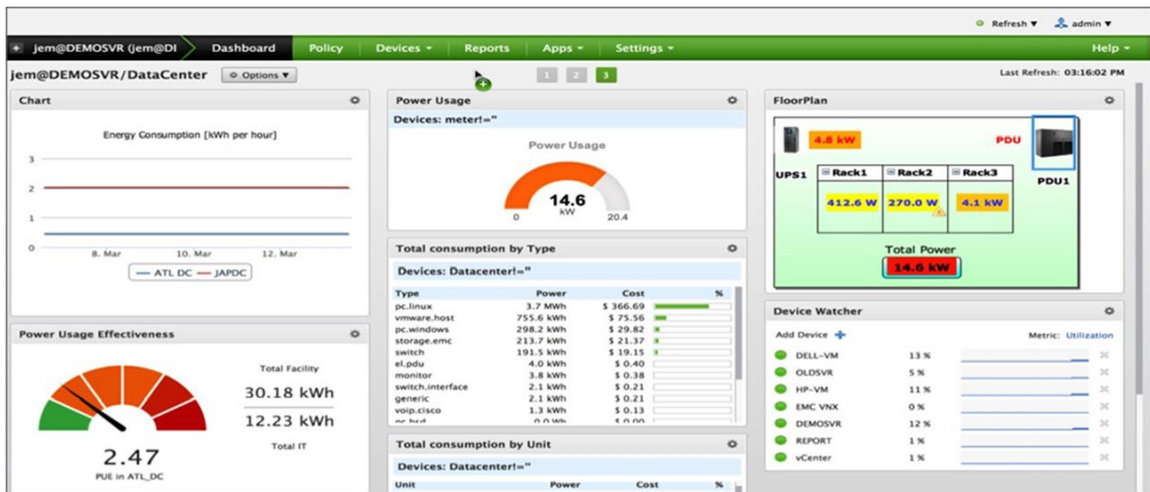 Refresh ▼ admin ▼
+ jem@DEMOSVR (jem@DI Dashboard Policy Devices Reports Apps Settings Help
jem@DEMOSVR/DataCenter Options ▼ 1 2 3 Last Refresh: 03:16:02 PM
Chart
Energy Consumption [kWh per hour]
3
2
1
0
8. Mar 10. Mar 12. Mar
ATL DC JAPDC
Power Usage Effectiveness
Total Facility
30.18 kWh
12.23 kWh
Total IT
2.47
PUE in ATL_DC
Power Usage
Devices: meter!=''
Power Usage
14.6
kW
0 20.4
Total consumption by Type
Devices: Datacenter!=''
Type Power Cost %
pc.linux 3.7 MWh $ 366.69
vmware.host 755.6 kWh $ 75.56
pc.windows 298.2 kWh $ 29.82
storage.emc 213.7 kWh $ 21.37
switch 191.5 kWh $ 19.15
el.pdu 4.0 kWh $ 0.40
monitor 3.8 kWh $ 0.38
switch.interface 2.1 kWh $ 0.21
generic 2.1 kWh $ 0.21
voip.cisco 1.3 kWh $ 0.13
Total consumption by Unit
Devices: Datacenter!=''
Unit Power Cost %
FloorPlan
4.8 kW PDU
UPS1 Rack1 Rack2 Rack3 PDU1
412.6 W 270.0 W 4.1 kW
Total Power
14.6 kW
Device Watcher
Add Device + Metric: Utilization
DELL-VM 13 %
OLDSVR 5 %
HP-VM 11 %
EMC VNX 0 %
DEMOSVR 12 %
REPORT 1 %
vCenter 1 %